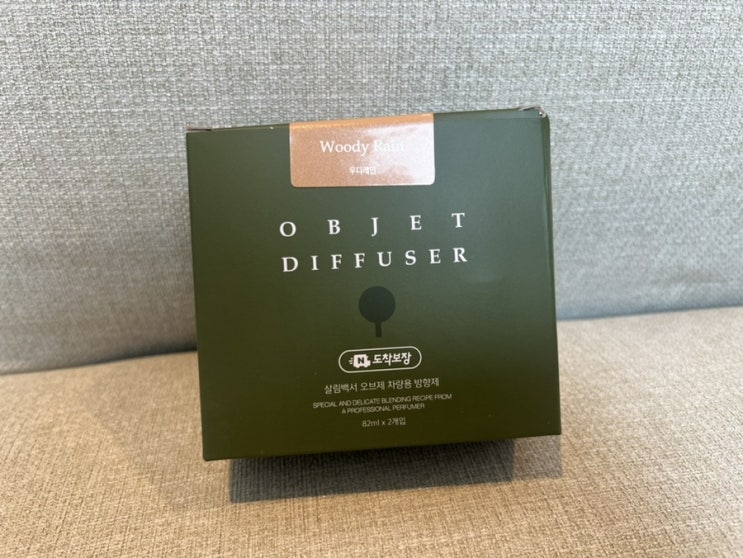 Woody Rain
우디레인
OBJET
DIFFUSER
N 도착보장
살림백서 오브제 차량용 방향제
SPECIAL AND DELICATE BLENDING RECIPE FROM
A PROFESSIONAL PERFUMER
82ml x 2개입